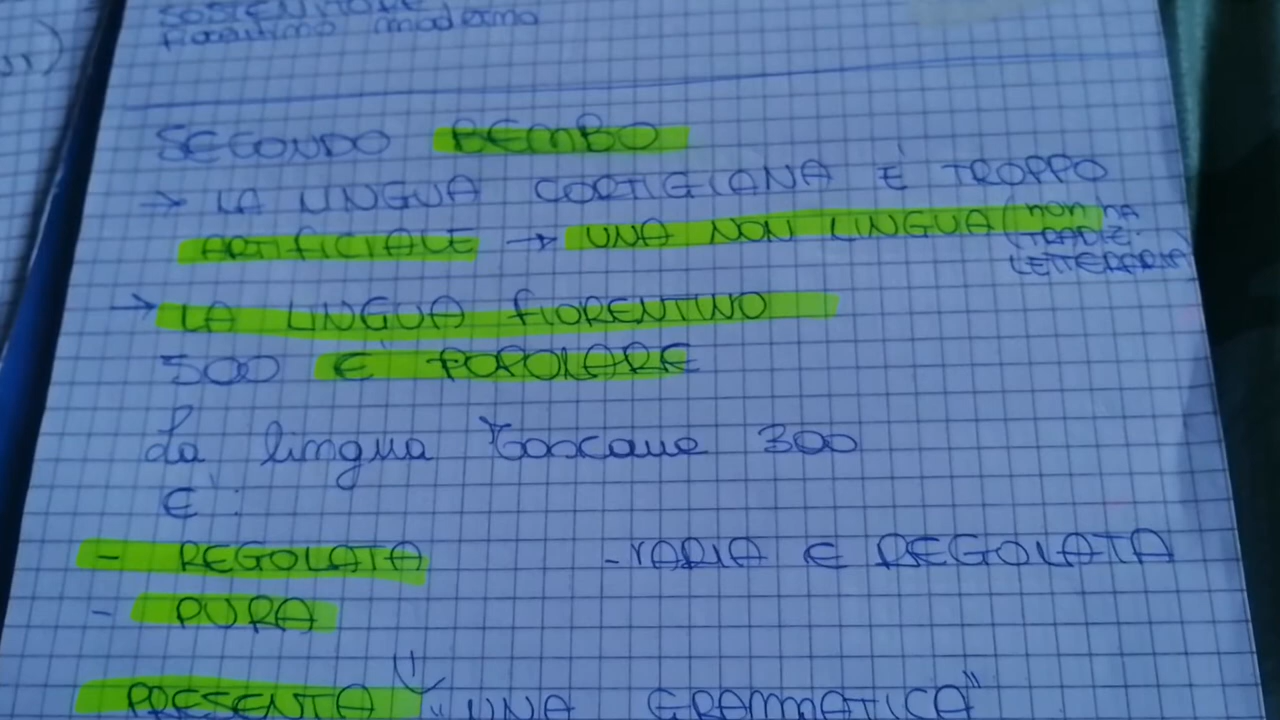 SOSTENITORE
fiorentino moderno
SECONDO BEMBO
→ LA LINGUA CORTIGIANA È TROPPO
ARTIFICIALE → UNA NON LINGUA (non ha
TRADIZ.
LETTERARIA)
→ LA LINGUA fIORENTINO
500 È POPOLARE
La lingua Toscana 300
E' :
- REGOLATA - VARIA E REGOLATA
- PURA
PRESENTA "UNA GRAMMATICA"